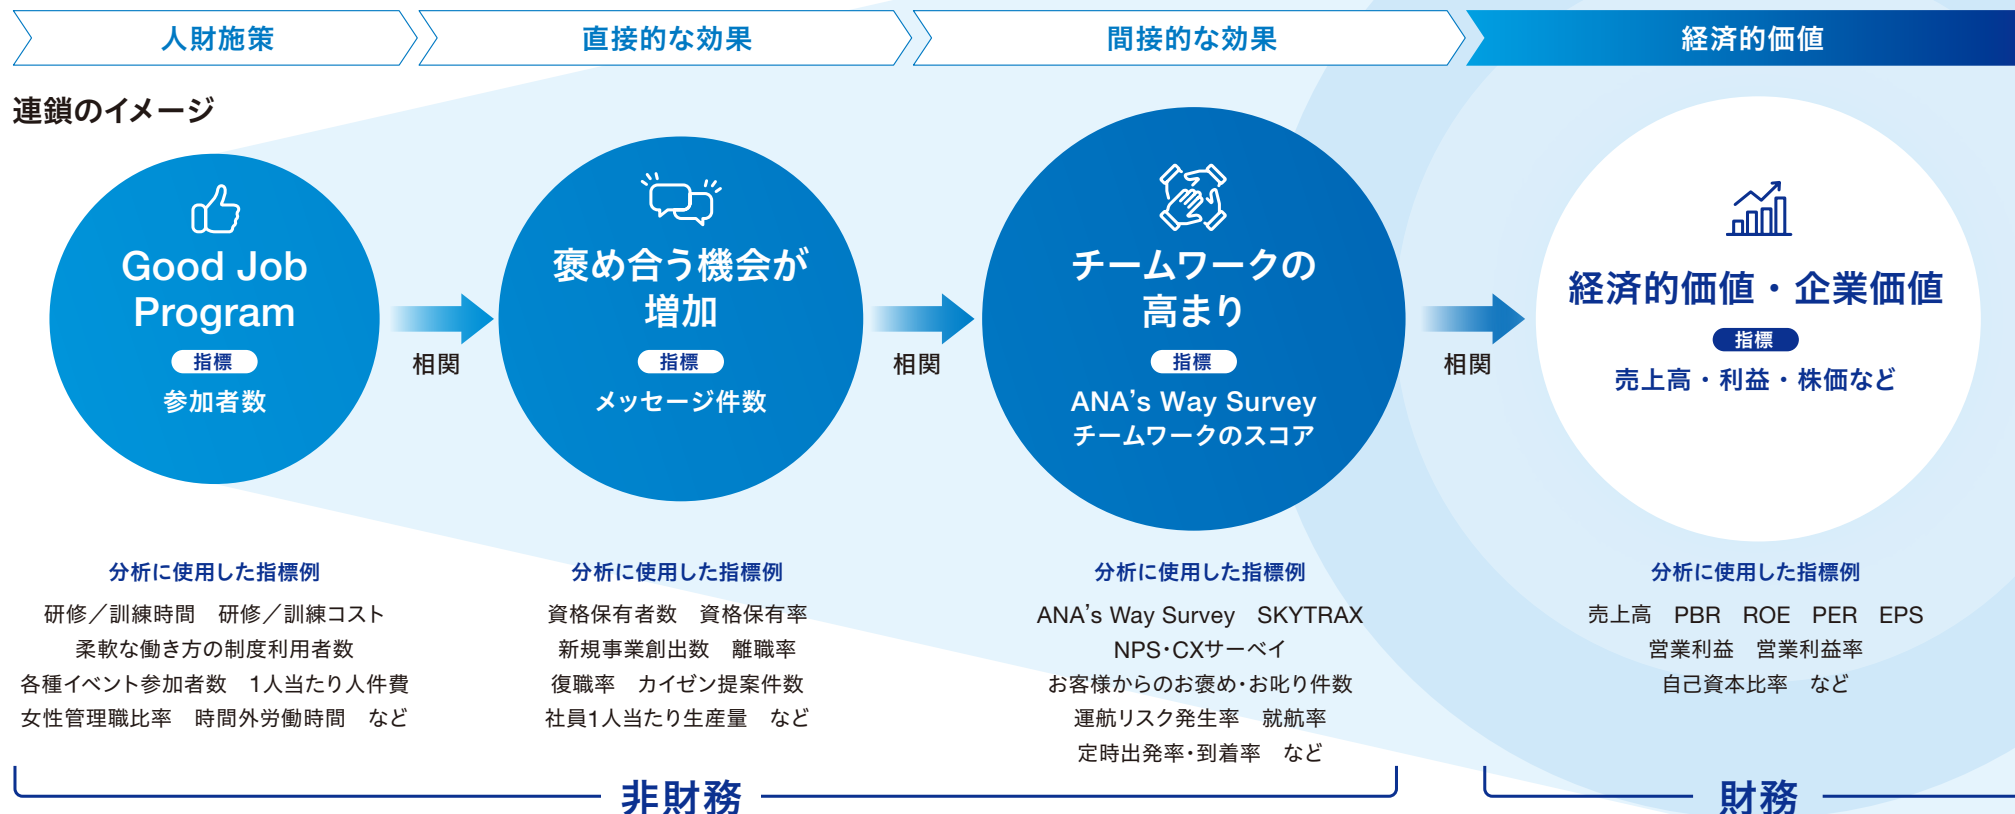 人財施策
直接的な効果
間接的な効果
経済的価値
連鎖のイメージ
Good Job
Program
指標
参加者数
相関
褒め合う機会が
増加
指標
メッセージ件数
相関
チームワークの
高まり
指標
ANA’s Way Survey
チームワークのスコア
相関
経済的価値・企業価値
指標
売上高・利益・株価など
分析に使用した指標例
研修／訓練時間　研修／訓練コスト
柔軟な働き方の制度利用者数
各種イベント参加者数　1人当たり人件費
女性管理職比率　時間外労働時間　など
分析に使用した指標例
資格保有者数　資格保有率
新規事業創出数　離職率
復職率　カイゼン提案件数
社員1人当たり生産量　など
分析に使用した指標例
ANA’s Way Survey　SKYTRAX
NPS・CXサーベイ
お客様からのお褒め・お叱り件数
運航リスク発生率　就航率
定時出発率・到着率　など
分析に使用した指標例
売上高　PBR　ROE　PER　EPS
営業利益　営業利益率
自己資本比率　など
非財務
財務